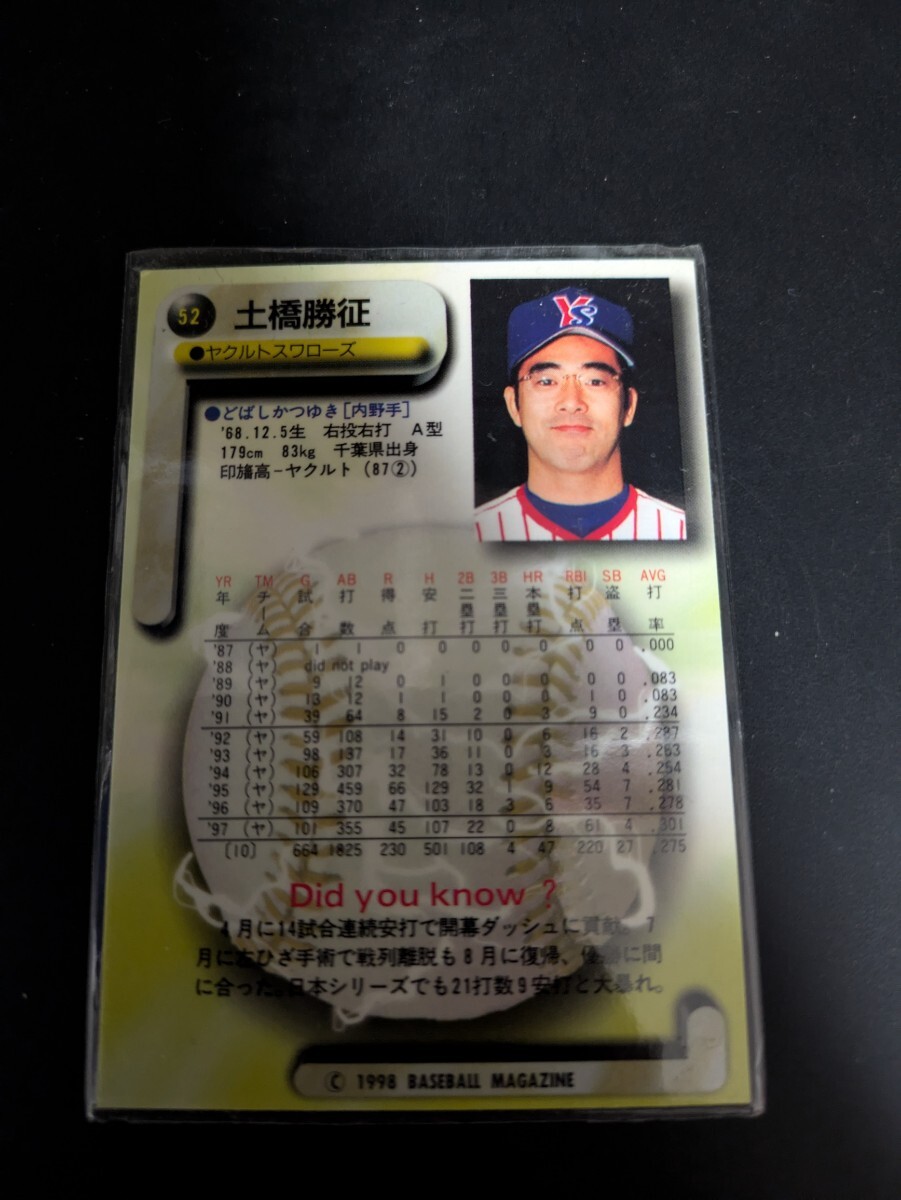 52 土橋勝征
●ヤクルトスワローズ
YS
●どばしかつゆき[内野手]
'68.12.5生 右投右打 A型
179cm 83kg 千葉県出身
印旛高−ヤクルト (87②)
YR TM G AB R H 2B 3B HR RBI SB AVG
年度 チーム 試合 打数 得点 安打 二塁打 三塁打 本塁打 打点 盗塁 打率
'87 (ヤ) 1 1 0 0 0 0 0 0 0 .000
'88 (ヤ) did not play
'89 (ヤ) 9 12 0 1 0 0 0 0 0 .083
'90 (ヤ) 13 12 1 1 0 0 0 1 0 .083
'91 (ヤ) 39 64 8 15 2 0 3 9 0 .234
'92 (ヤ) 59 108 14 31 10 0 6 16 2 .287
'93 (ヤ) 98 137 17 36 11 0 3 16 3 .263
'94 (ヤ) 106 307 32 78 13 0 12 28 4 .254
'95 (ヤ) 129 459 66 129 32 1 9 54 7 .281
'96 (ヤ) 109 370 47 103 18 3 6 35 7 .278
'97 (ヤ) 101 355 45 107 22 0 8 61 4 .301
〔10〕 664 1825 230 501 108 4 47 220 27 .275
Did you know ?
4月に14試合連続安打で開幕ダッシュに貢献。7
月に左ひざ手術で戦列離脱も8月に復帰、優勝に間
に合った。日本シリーズでも21打数9安打と大暴れ。
© 1998 BASEBALL MAGAZINE